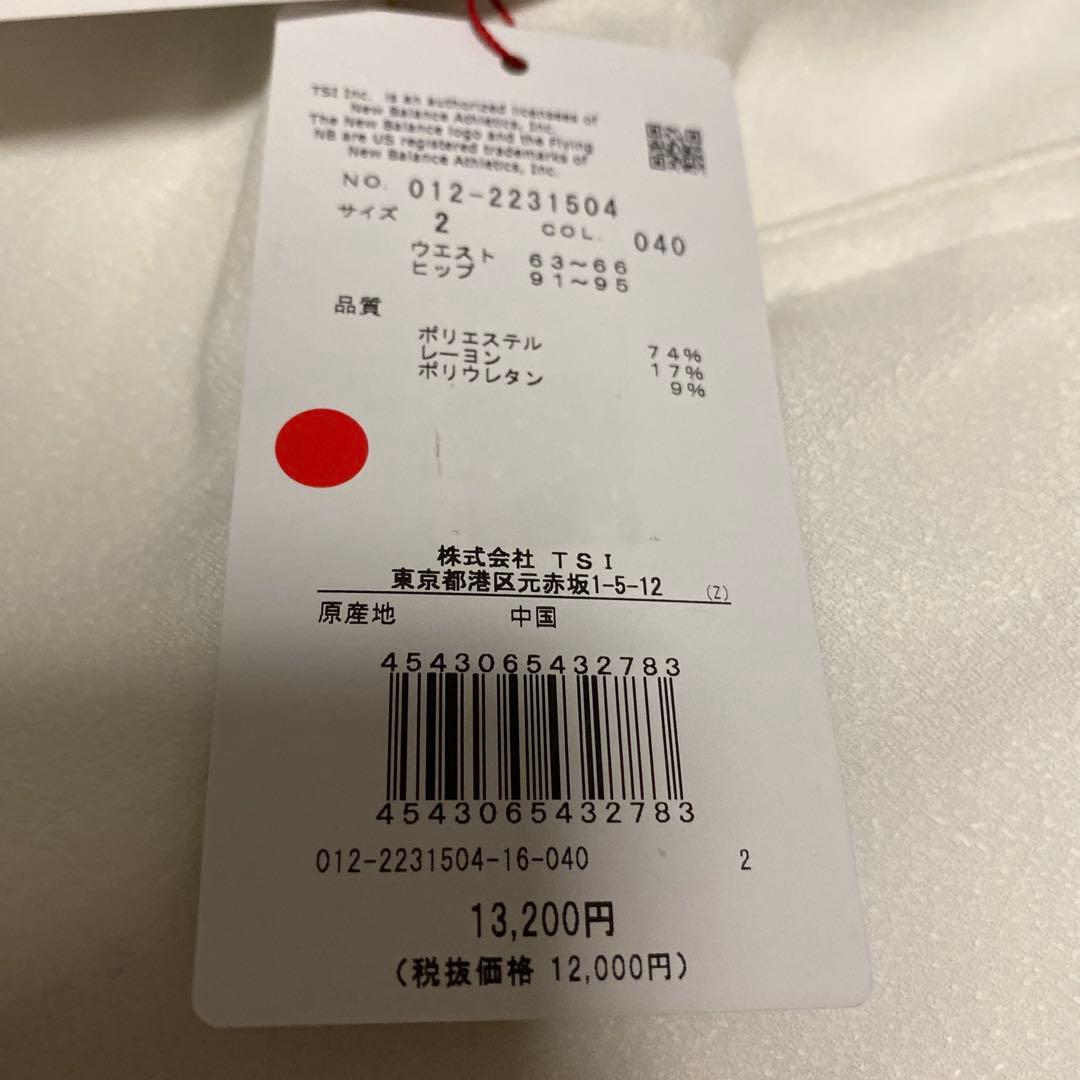 TSI Inc. is an authorized licensees of
New Balance Athletics, Inc.
The New Balance logo and the Flying
NB are US registered trademarks of
New Balance Athletics, Inc.
NO. 012-2231504
サイズ 2 COL. 040
ウエスト 63～66
ヒップ 91～95
品質
ポリエステル 74%
レーヨン 17%
ポリウレタン 9%
株式会社 TSI
東京都港区元赤坂1-5-12 (Z)
原産地 中国
4543065432783
4543065432783
012-2231504-16-040 2
13,200円
(税抜価格 12,000円)